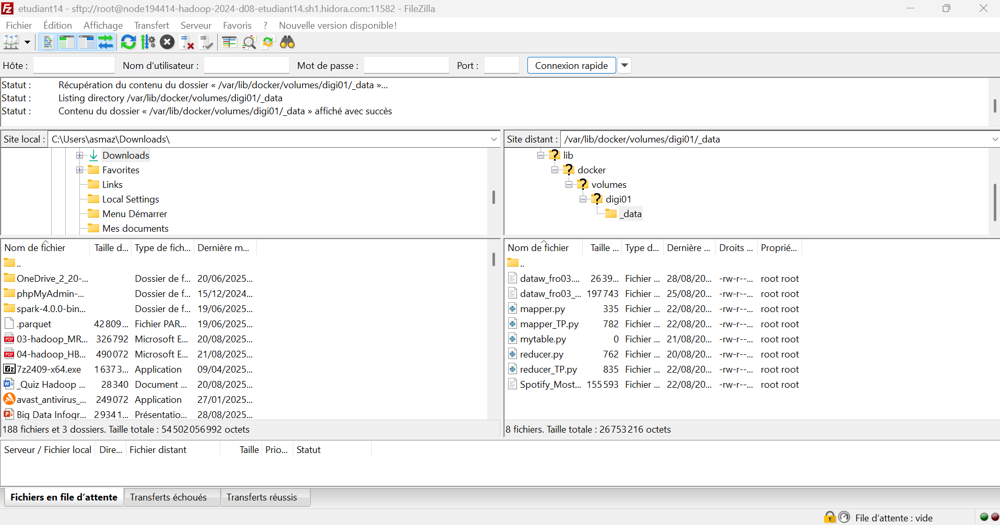 etudiant14 - sftp://root@node194414-hadoop-2024-d08-etudiant14.sh1.hidora.com:11582 - FileZilla
Fichier Édition Affichage Transfert Serveur Favoris ? Nouvelle version disponible!
Hôte : Nom d'utilisateur : Mot de passe : Port : Connexion rapide
Statut : Récupération du contenu du dossier « /var/lib/docker/volumes/digi01/_data »...
Statut : Listing directory /var/lib/docker/volumes/digi01/_data
Statut : Contenu du dossier « /var/lib/docker/volumes/digi01/_data » affiché avec succès
Site local : C:\Users\asmaz\Downloads\
Downloads
Favorites
Links
Local Settings
Menu Démarrer
Mes documents
Site distant : /var/lib/docker/volumes/digi01/_data
? lib
? docker
? volumes
? digi01
_data
Nom de fichier Taille d... Type de fich... Dernière m...
..
OneDrive_2_20-... Dossier de f... 20/06/2025...
phpMyAdmin-... Dossier de f... 15/12/2024...
spark-4.0.0-bin... Dossier de f... 19/06/2025...
.parquet 42 809... Fichier PAR... 19/06/2025...
PDF 03-hadoop_MR... 326 792 Microsoft E... 20/08/2025...
PDF 04-hadoop_HB... 490 072 Microsoft E... 21/08/2025...
7z 7z2409-x64.exe 1 637 3... Application 09/04/2025...
W _Quiz Hadoop ... 28 340 Document ... 20/08/2025...
avast_antivirus_... 249 072 Application 27/01/2025...
P Big Data Infogr... 2 934 1... Présentatio... 28/08/2025...
188 fichiers et 3 dossiers. Taille totale : 54 502 056 992 octets
Nom de fichier Taille ... Type d... Dernière ... Droits ... Proprié...
..
dataw_fro03.... 26 39... Fichier ... 28/08/20... -rw-r--... root root
dataw_fro03_... 197 743 Fichier ... 25/08/20... -rw-r--... root root
mapper.py 335 Fichier ... 22/08/20... -rw-r--... root root
mapper_TP.py 782 Fichier ... 22/08/20... -rw-r--... root root
mytable.py 0 Fichier ... 21/08/20... -rw-r--... root root
reducer.py 762 Fichier ... 20/08/20... -rw-r--... root root
reducer_TP.py 835 Fichier ... 22/08/20... -rw-r--... root root
Spotify_Most... 155 593 Fichier ... 22/08/20... -rw-r--... root root
8 fichiers. Taille totale : 26 753 216 octets
Serveur / Fichier local Dire... Fichier distant Taille Prio... Statut
Fichiers en file d'attente Transferts échoués Transferts réussis
File d'attente : vide